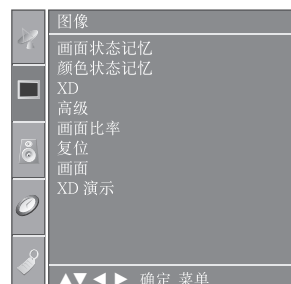 图像
画面状态记忆
颜色状态记忆
XD
高级
画面比率
复位
画面
XD 演示
▲▼◀▶ 确定 菜单